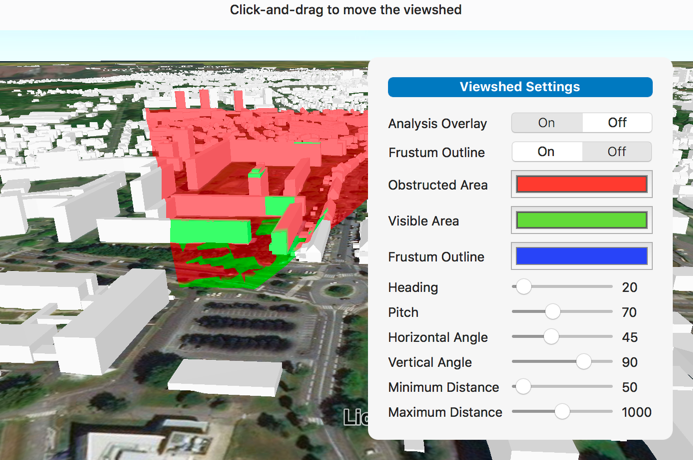 Click-and-drag to move the viewshed
Viewshed Settings
Analysis Overlay On Off
Frustum Outline On Off
Obstructed Area
Visible Area
Frustum Outline
Heading 20
Pitch 70
Horizontal Angle 45
Vertical Angle 90
Minimum Distance 50
Maximum Distance 1000